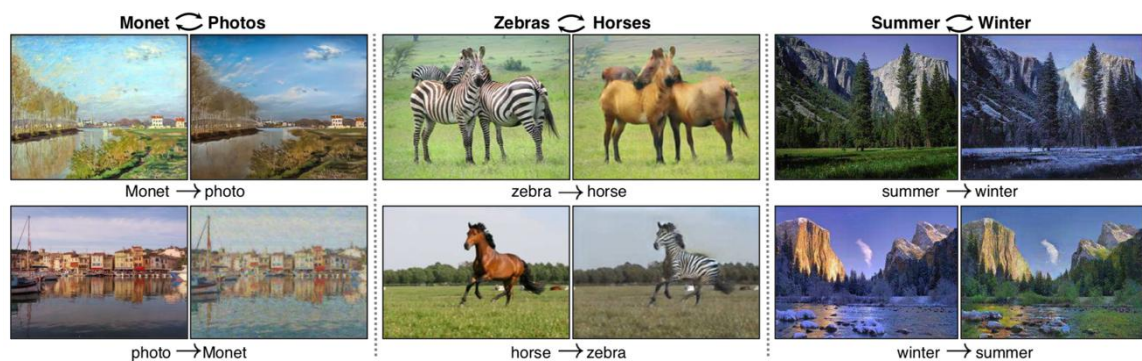 Monet ⇄ Photos
Zebras ⇄ Horses
Summer ⇄ Winter
Monet → photo
zebra → horse
summer → winter
photo → Monet
horse → zebra
winter → summer